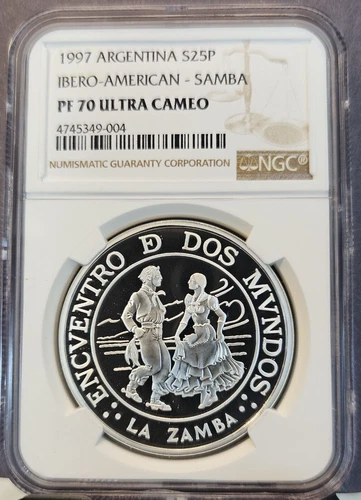 1997 ARGENTINA S25P
IBERO-AMERICAN - SAMBA
PF 70 ULTRA CAMEO
4745349-004
NUMISMATIC GUARANTY CORPORATION
NGC®
ENCVENTRO Ð DOS MVNDOS
· LA ZAMBA ·